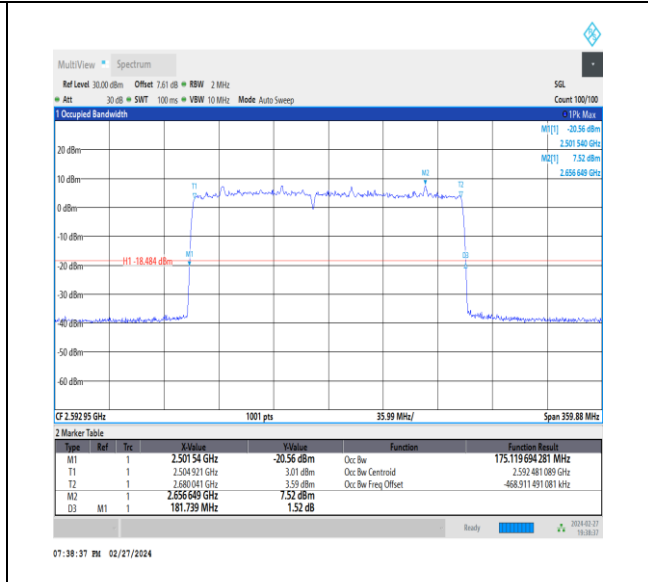 MultiView Spectrum
Ref Level 30.00 dBm Offset 7.61 dB RBW 2 MHz SGL
Att 30 dB SWT 100 ms VBW 10 MHz Mode Auto Sweep Count 100/100
1 Occupied Bandwidth 1Pk Max
M1[1] -20.56 dBm
2.501 540 GHz
20 dBm
M2[1] 7.52 dBm
2.656 649 GHz
M2
10 dBm
T1 T2
0 dBm
-10 dBm
M1 D3
H1 -18.484 dBm
-20 dBm
-30 dBm
-40 dBm
-50 dBm
-60 dBm
CF 2.592 95 GHz 1001 pts 35.99 MHz/ Span 359.88 MHz
2 Marker Table
Type Ref Trc X-Value Y-Value Function Function Result
M1 1 2.501 54 GHz -20.56 dBm Occ Bw 175.119 694 281 MHz
T1 1 2.504 921 GHz 3.01 dBm Occ Bw Centroid 2.592 481 089 GHz
T2 1 2.680 041 GHz 3.59 dBm Occ Bw Freq Offset -468.911 491 081 kHz
M2 1 2.656 649 GHz 7.52 dBm
D3 M1 1 181.739 MHz 1.52 dB
Ready 2024-02-27
19:38:37
07:38:37 PM 02/27/2024